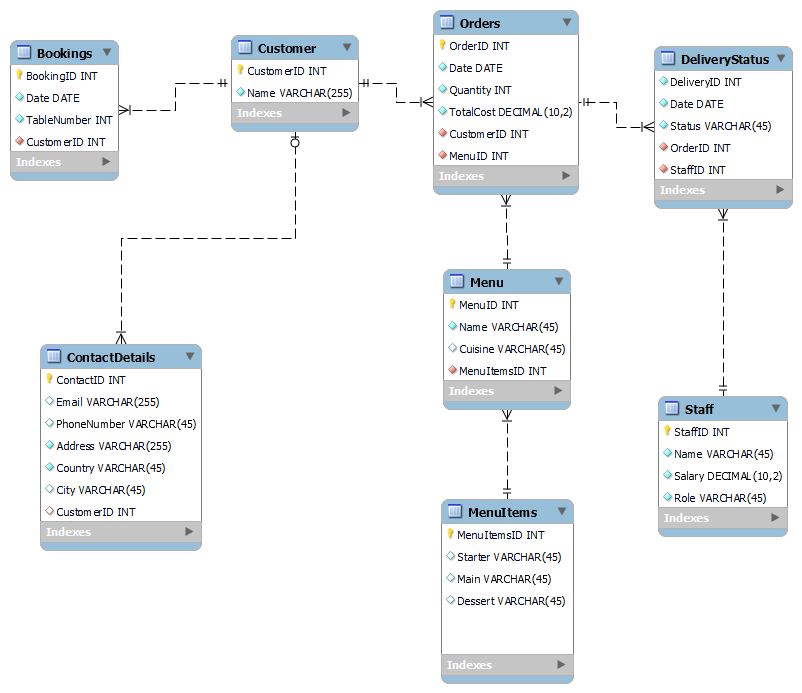 Bookings
BookingID INT
Date DATE
TableNumber INT
CustomerID INT
Indexes
Customer
CustomerID INT
Name VARCHAR(255)
Indexes
Orders
OrderID INT
Date DATE
Quantity INT
TotalCost DECIMAL(10,2)
CustomerID INT
MenuID INT
Indexes
DeliveryStatus
DeliveryID INT
Date DATE
Status VARCHAR(45)
OrderID INT
StaffID INT
Indexes
ContactDetails
ContactID INT
Email VARCHAR(255)
PhoneNumber VARCHAR(45)
Address VARCHAR(255)
Country VARCHAR(45)
City VARCHAR(45)
CustomerID INT
Indexes
Menu
MenuID INT
Name VARCHAR(45)
Cuisine VARCHAR(45)
MenuItemsID INT
Indexes
Staff
StaffID INT
Name VARCHAR(45)
Salary DECIMAL(10,2)
Role VARCHAR(45)
Indexes
MenuItems
MenuItemsID INT
Starter VARCHAR(45)
Main VARCHAR(45)
Dessert VARCHAR(45)
Indexes